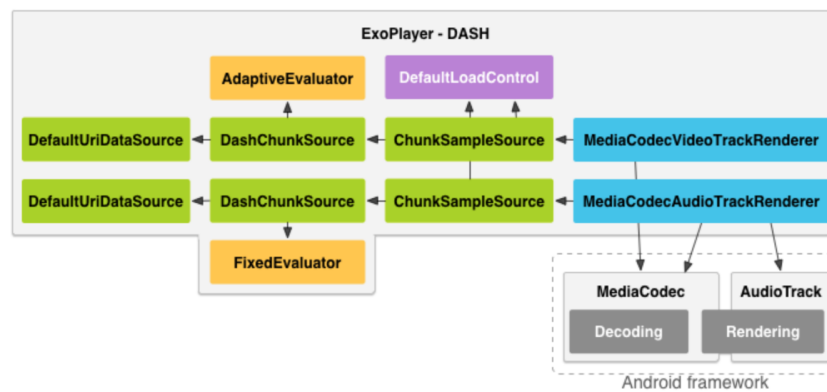 ExoPlayer - DASH
AdaptiveEvaluator
DefaultLoadControl
DefaultUriDataSource
DashChunkSource
ChunkSampleSource
MediaCodecVideoTrackRenderer
DefaultUriDataSource
DashChunkSource
ChunkSampleSource
MediaCodecAudioTrackRenderer
FixedEvaluator
MediaCodec
AudioTrack
Decoding
Rendering
Android framework